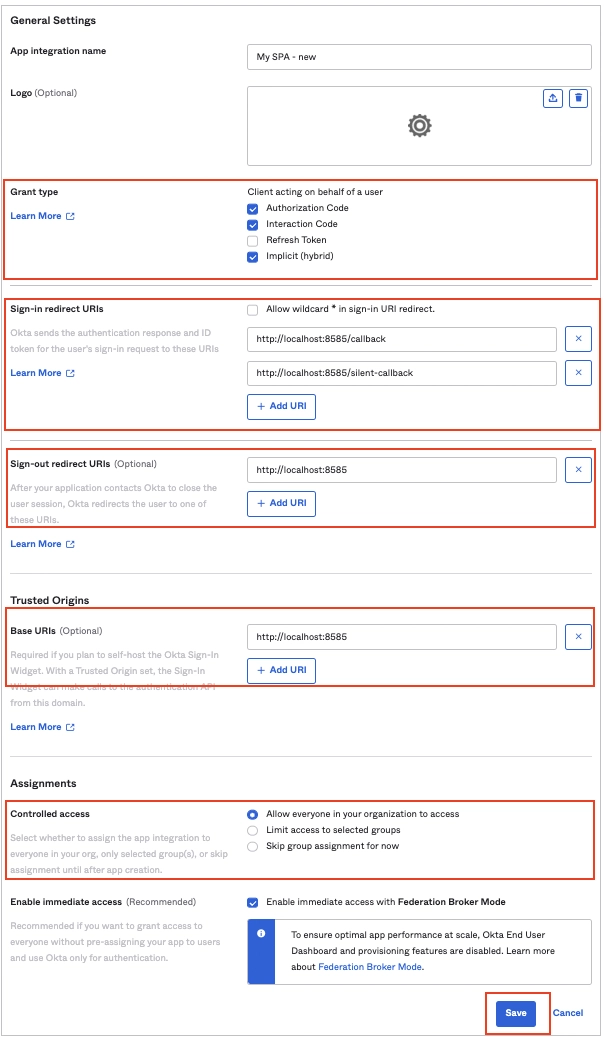 General Settings
App integration name
My SPA - new
Logo (Optional)
Grant type
Client acting on behalf of a user
Learn More
Authorization Code
Interaction Code
Refresh Token
Implicit (hybrid)
Sign-in redirect URIs
Allow wildcard * in sign-in URI redirect.
Okta sends the authentication response and ID
token for the user's sign-in request to these URIs
http://localhost:8585/callback
Learn More
http://localhost:8585/silent-callback
+ Add URI
Sign-out redirect URIs (Optional)
http://localhost:8585
After your application contacts Okta to close the
user session, Okta redirects the user to one of
these URIs.
+ Add URI
Learn More
Trusted Origins
Base URIs (Optional)
http://localhost:8585
Required if you plan to self-host the Okta Sign-In
Widget. With a Trusted Origin set, the Sign-In
Widget can make calls to the authentication API
from this domain.
+ Add URI
Learn More
Assignments
Controlled access
Allow everyone in your organization to access
Limit access to selected groups
Skip group assignment for now
Select whether to assign the app integration to
everyone in your org, only selected group(s), or skip
assignment until after app creation.
Enable immediate access (Recommended)
Enable immediate access with Federation Broker Mode
Recommended if you want to grant access to
everyone without pre-assigning your app to users
and use Okta only for authentication.
To ensure optimal app performance at scale, Okta End User
Dashboard and provisioning features are disabled. Learn more
about Federation Broker Mode.
Save
Cancel